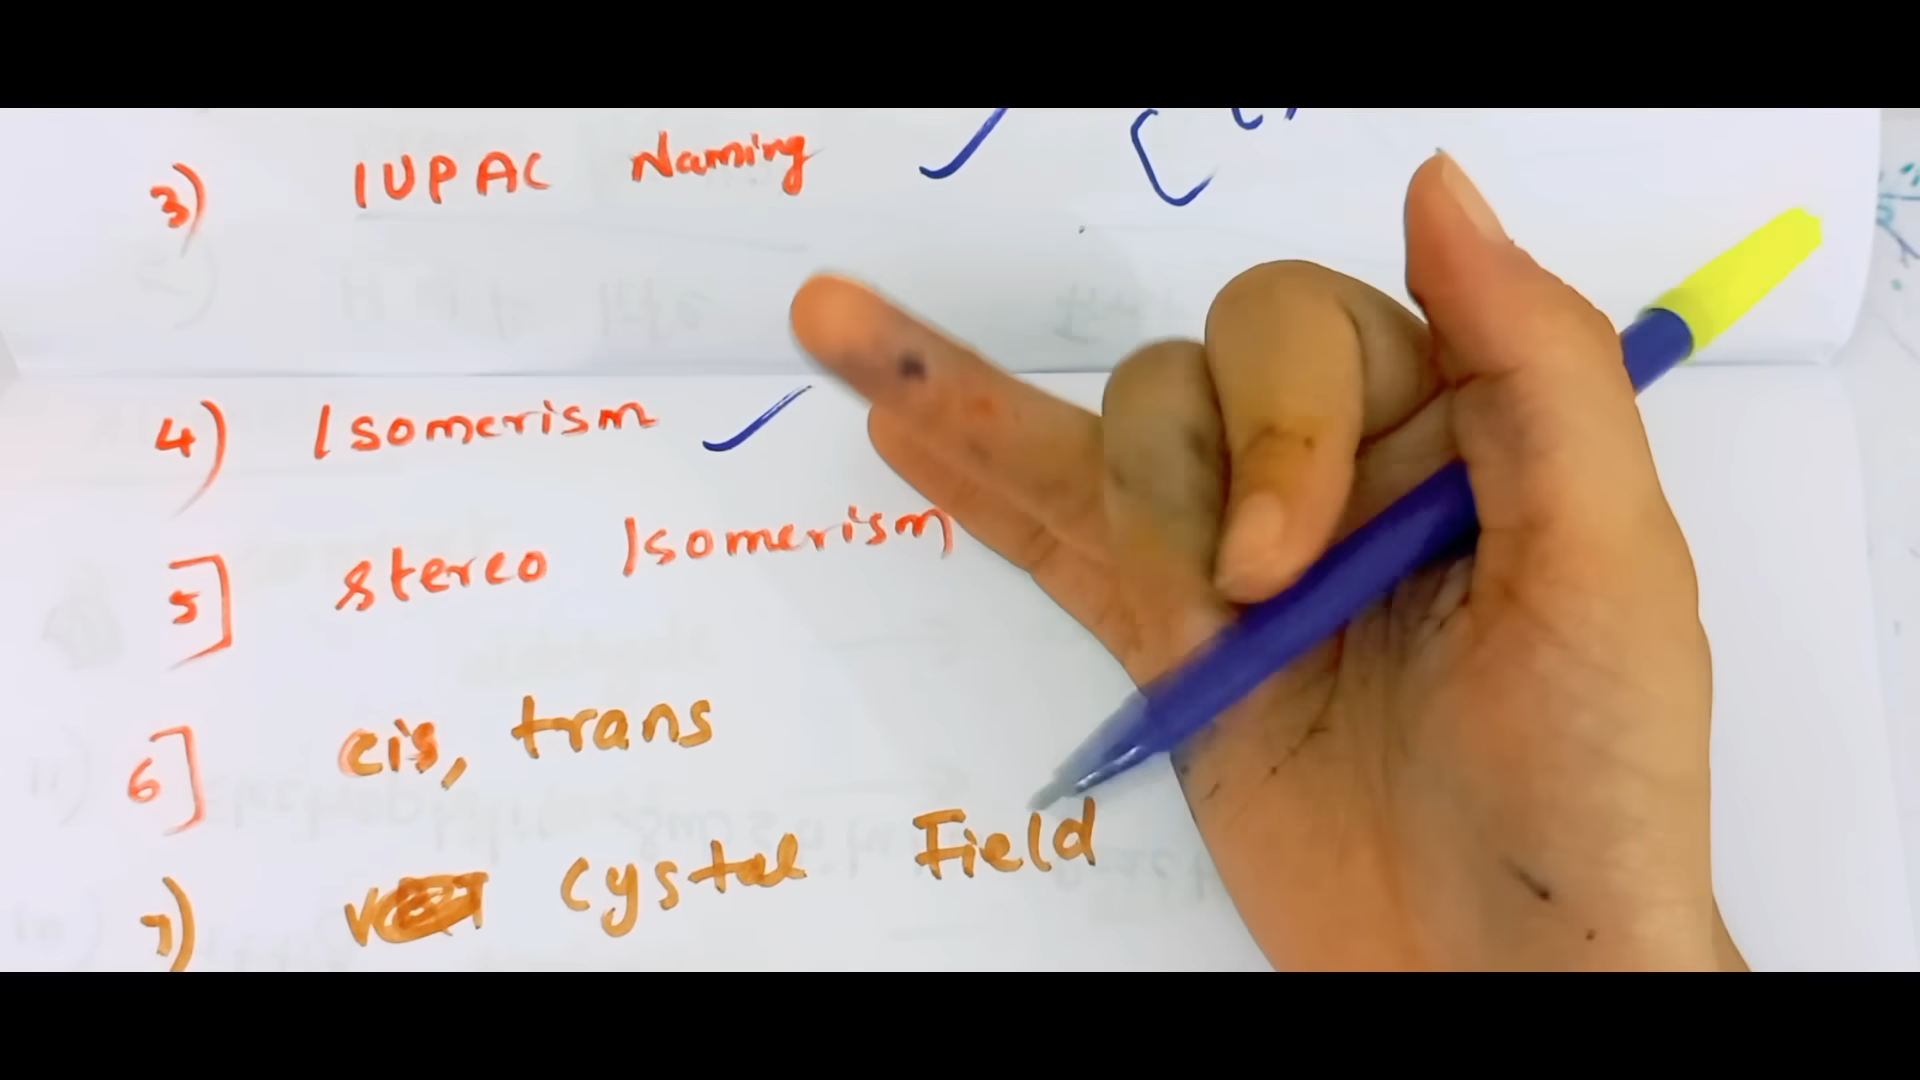 3) IUPAC Naming
4) Isomerism
5] stereo Isomerism
6] cis, trans
7) Cystal Field